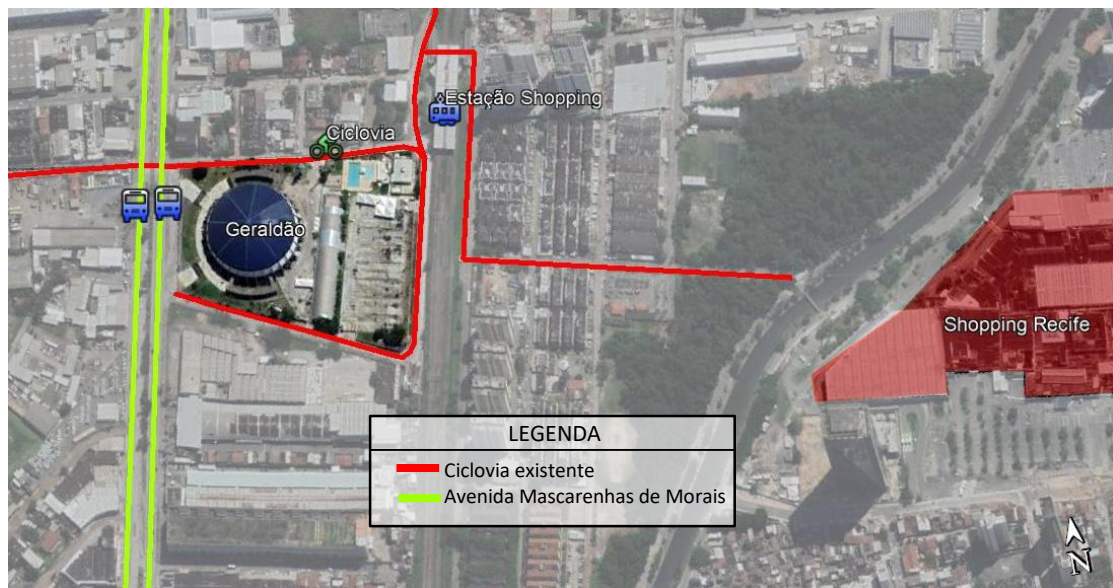 Estação Shopping
Ciclovia
Geraldão
Shopping Recife
LEGENDA
Ciclovia existente
Avenida Mascarenhas de Morais
N